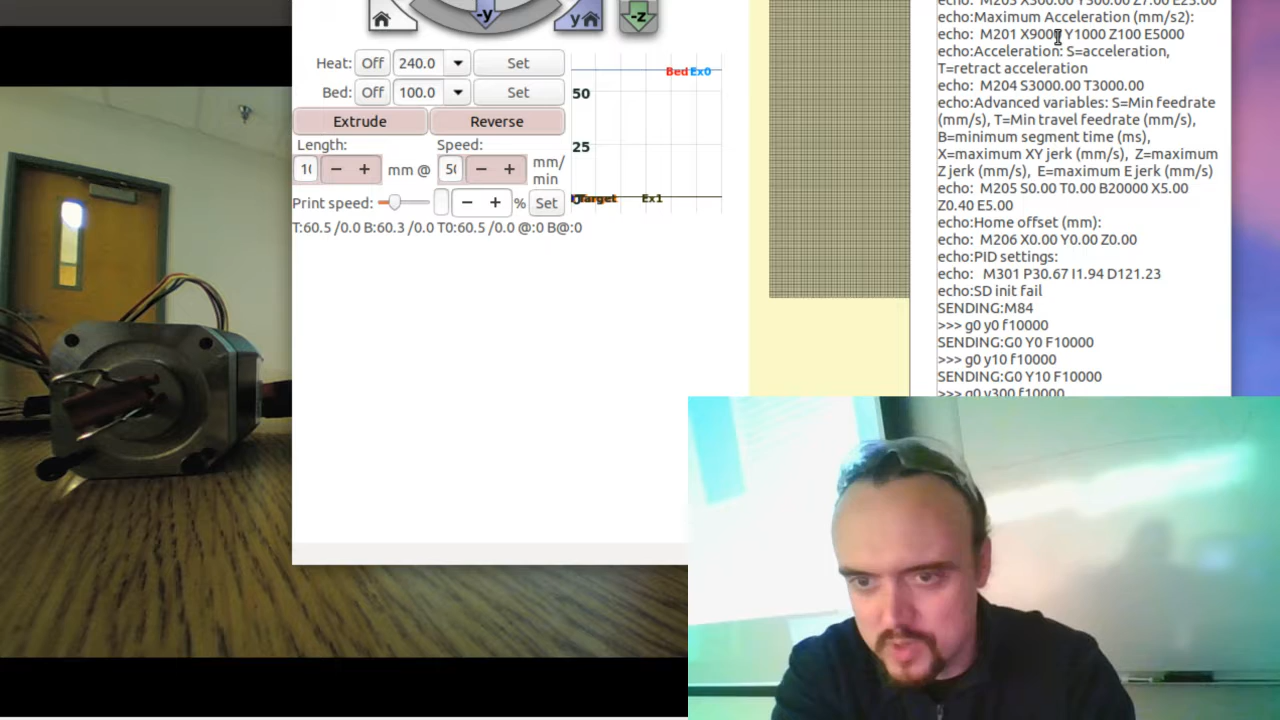 -y
y
-z
Heat: Off 240.0 Set
Bed: Off 100.0 Set
Extrude Reverse
Length: Speed:
mm @
mm/
min
Print speed: % Set
T:60.5 /0.0 B:60.3 /0.0 T0:60.5 /0.0 @:0 B@:0
Bed Ex0
50
25
Target Ex1
echo:Maximum Acceleration (mm/s2):
echo: M201 X9000 Y1000 Z100 E5000
echo:Acceleration: S=acceleration,
T=retract acceleration
echo: M204 S3000.00 T3000.00
echo:Advanced variables: S=Min feedrate
(mm/s), T=Min travel feedrate (mm/s),
B=minimum segment time (ms),
X=maximum XY jerk (mm/s), Z=maximum
Z jerk (mm/s), E=maximum E jerk (mm/s)
echo: M205 S0.00 T0.00 B20000 X5.00
Z0.40 E5.00
echo:Home offset (mm):
echo: M206 X0.00 Y0.00 Z0.00
echo:PID settings:
echo: M301 P30.67 I1.94 D121.23
echo:SD init fail
SENDING:M84
>>> g0 y0 f10000
SENDING:G0 Y0 F10000
>>> g0 y10 f10000
SENDING:G0 Y10 F10000
>>> g0 y300 f10000